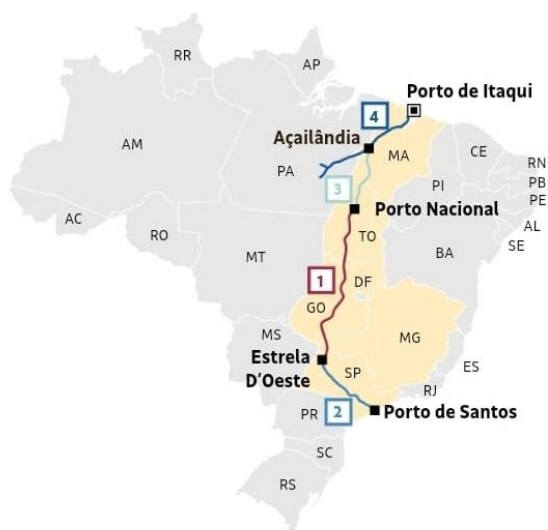 RR
AP
Porto de Itaqui
4
Açailândia
AM
PA
MA
CE
RN
3
PI
PB
PE
Porto Nacional
AC
TO
AL
RO
SE
MT
BA
1
DF
GO
MS
MG
Estrela
D'Oeste
ES
SP
RJ
2
Porto de Santos
PR
SC
RS